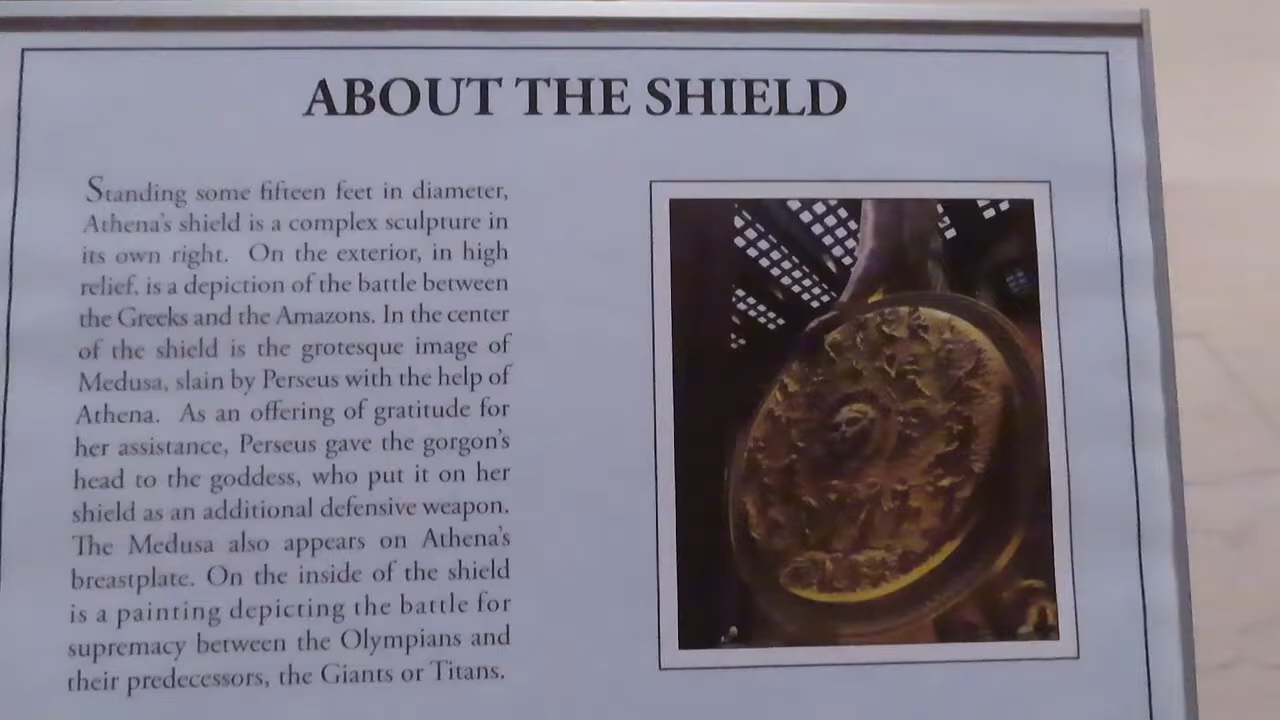 ABOUT THE SHIELD
Standing some fifteen feet in diameter,
Athena's shield is a complex sculpture in
its own right. On the exterior, in high
relief, is a depiction of the battle between
the Greeks and the Amazons. In the center
of the shield is the grotesque image of
Medusa, slain by Perseus with the help of
Athena. As an offering of gratitude for
her assistance, Perseus gave the gorgon's
head to the goddess, who put it on her
shield as an additional defensive weapon.
The Medusa also appears on Athena's
breastplate. On the inside of the shield
is a painting depicting the battle for
supremacy between the Olympians and
their predecessors, the Giants or Titans.